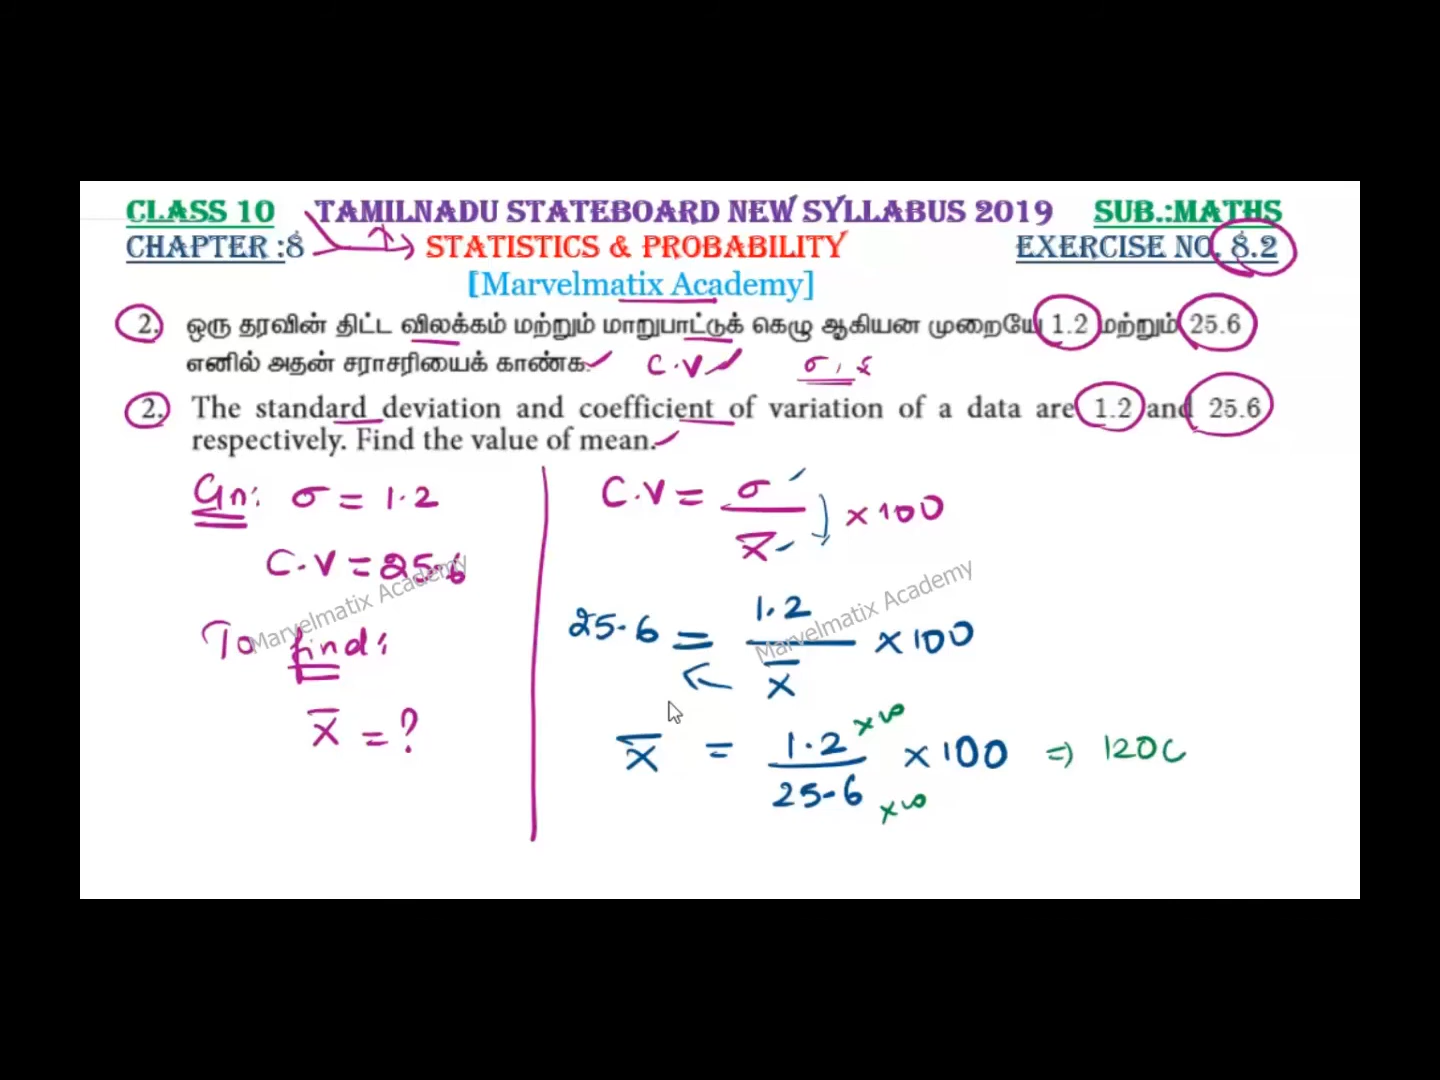 CLASS 10 TAMILNADU STATEBOARD NEW SYLLABUS 2019 SUB.:MATHS
CHAPTER :8 STATISTICS & PROBABILITY EXERCISE NO. 8.2
[Marvelmatix Academy]
2. ஒரு தரவின் திட்ட விலக்கம் மற்றும் மாறுபாட்டுக் கெழு ஆகியன முறையே 1.2 மற்றும் 25.6
எனில் அதன் சராசரியைக் காண்க. C.V σ,
2. The standard deviation and coefficient of variation of a data are 1.2 and 25.6
respectively. Find the value of mean.
Gn: σ = 1.2
C.V = 25.6
Marvelmatix Academy
To find:
x̄ = ?
C.V = σ / x̄ × 100
25.6 = 1.2 / x̄ × 100
Marvelmatix Academy
x̄ = 1.2 ×10 / 25.6 ×10 × 100 ⇒ 120